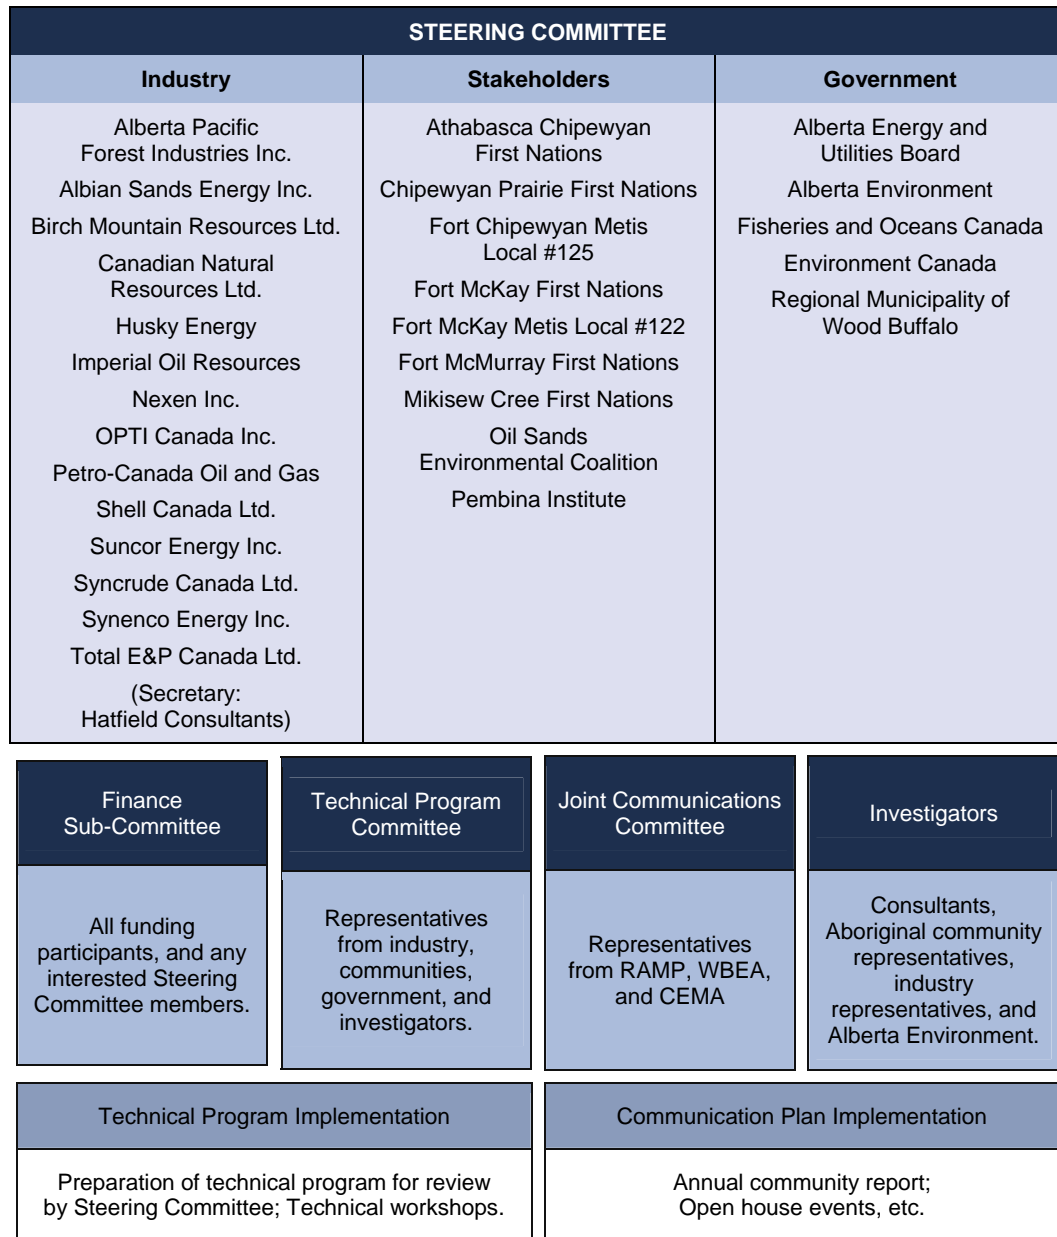 STEERING COMMITTEE
Industry
Alberta Pacific
Forest Industries Inc.
Albian Sands Energy Inc.
Birch Mountain Resources Ltd.
Canadian Natural
Resources Ltd.
Husky Energy
Imperial Oil Resources
Nexen Inc.
OPTI Canada Inc.
Petro-Canada Oil and Gas
Shell Canada Ltd.
Suncor Energy Inc.
Syncrude Canada Ltd.
Synenco Energy Inc.
Total E&P Canada Ltd.
(Secretary:
Hatfield Consultants)
Stakeholders
Athabasca Chipewyan
First Nations
Chipewyan Prairie First Nations
Fort Chipewyan Metis
Local #125
Fort McKay First Nations
Fort McKay Metis Local #122
Fort McMurray First Nations
Mikisew Cree First Nations
Oil Sands
Environmental Coalition
Pembina Institute
Government
Alberta Energy and
Utilities Board
Alberta Environment
Fisheries and Oceans Canada
Environment Canada
Regional Municipality of
Wood Buffalo
Finance
Sub-Committee
All funding
participants, and any
interested Steering
Committee members.
Technical Program
Committee
Representatives
from industry,
communities,
government, and
investigators.
Joint Communications
Committee
Representatives
from RAMP, WBEA,
and CEMA
Investigators
Consultants,
Aboriginal community
representatives,
industry
representatives, and
Alberta Environment.
Technical Program Implementation
Preparation of technical program for review
by Steering Committee; Technical workshops.
Communication Plan Implementation
Annual community report;
Open house events, etc.